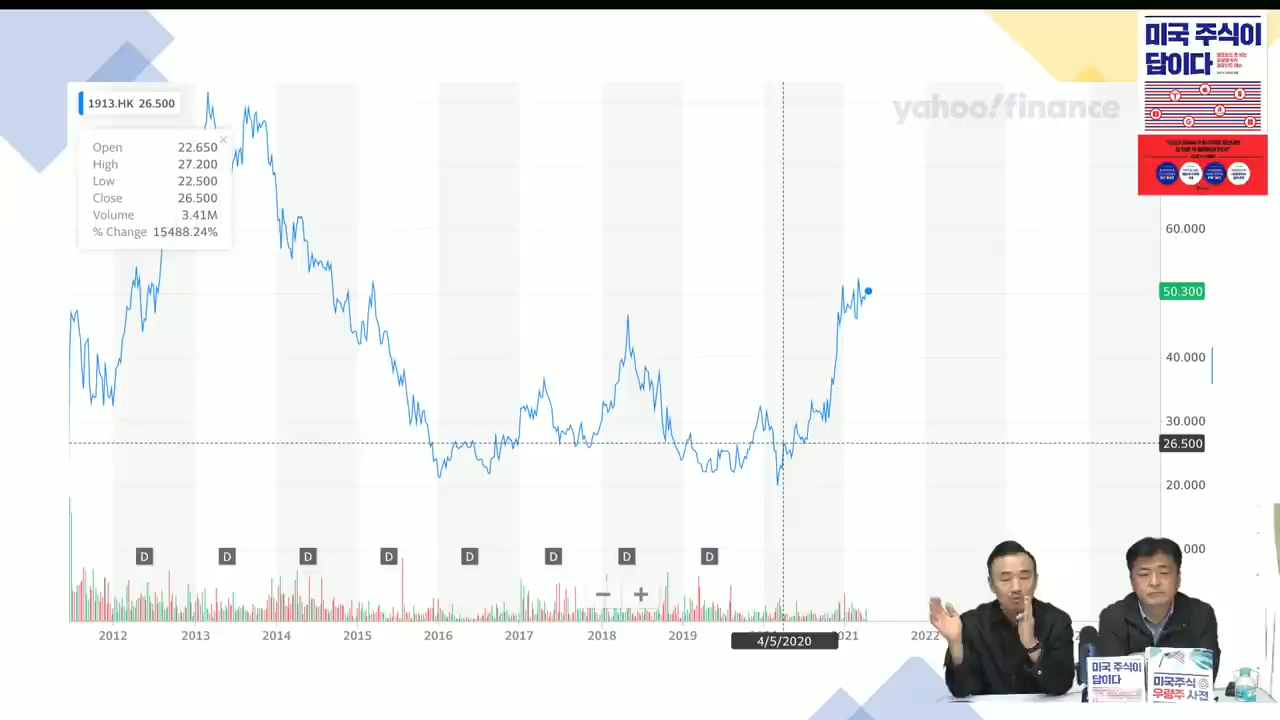 미국 주식이
답이다
1913.HK 26.500
yahoo!finance
Open 22.650
High 27.200
Low 22.500
Close 26.500
Volume 3.41M
% Change 15488.24%
60.000
50.300
40.000
30.000
26.500
20.000
.000
D D D D D D D D
2012 2013 2014 2015 2016 2017 2018 2019 4/5/2020 2021 2022
미국 주식이
답이다
미국주식
우량주 사전